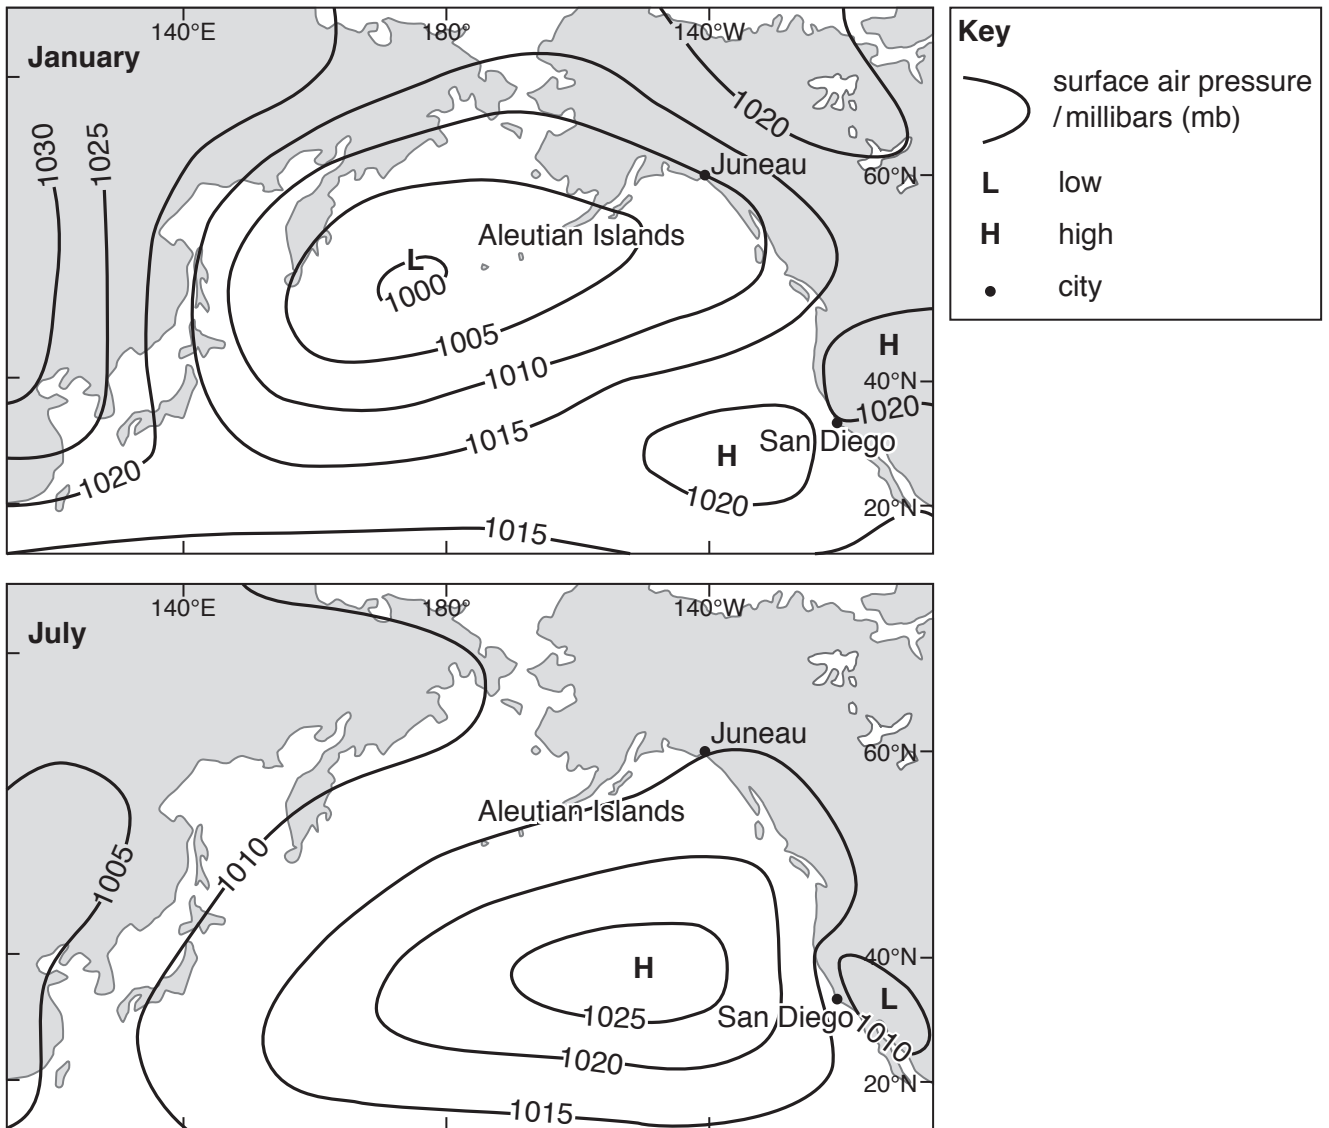 January
140°E
180°
140°W
1030
1025
1020
Juneau
60°N
Aleutian Islands
L
1000
1005
1010
1015
H
40°N
1020
San Diego
H
1020
1020
20°N
1015
Key
surface air pressure
/ millibars (mb)
L low
H high
city
July
140°E
180°
140°W
Juneau
60°N
Aleutian Islands
1005
1010
H
40°N
L
1025
San Diego
1010
1020
20°N
1015